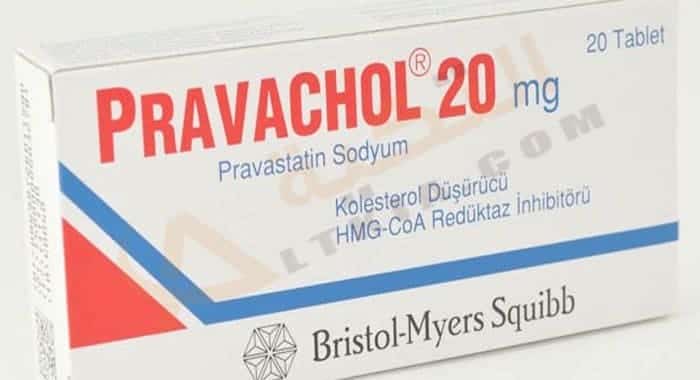 PRAVACHOL® 20 mg
20 Tablet
Pravastatin Sodyum
Kolesterol Düşürücü
HMG-CoA Redüktaz İnhibitörü
Bristol-Myers Squibb